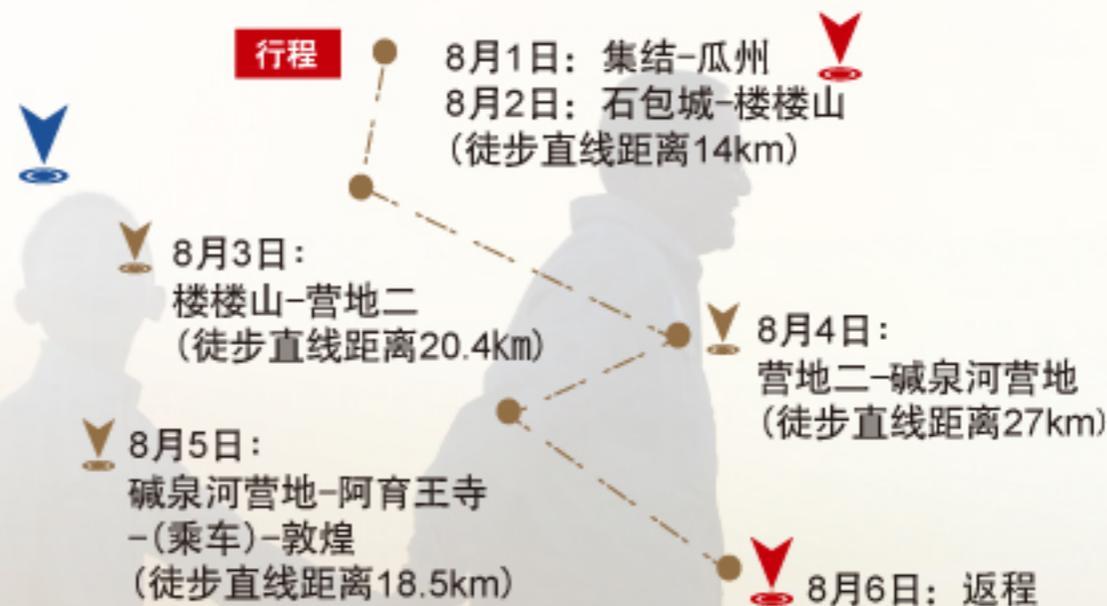 行程
8月1日：集结-瓜州
8月2日：石包城-楼楼山
(徒步直线距离14km)
8月3日：
楼楼山-营地二
(徒步直线距离20.4km)
8月4日：
营地二-碱泉河营地
(徒步直线距离27km)
8月5日：
碱泉河营地-阿育王寺
-(乘车)-敦煌
(徒步直线距离18.5km)
8月6日：返程